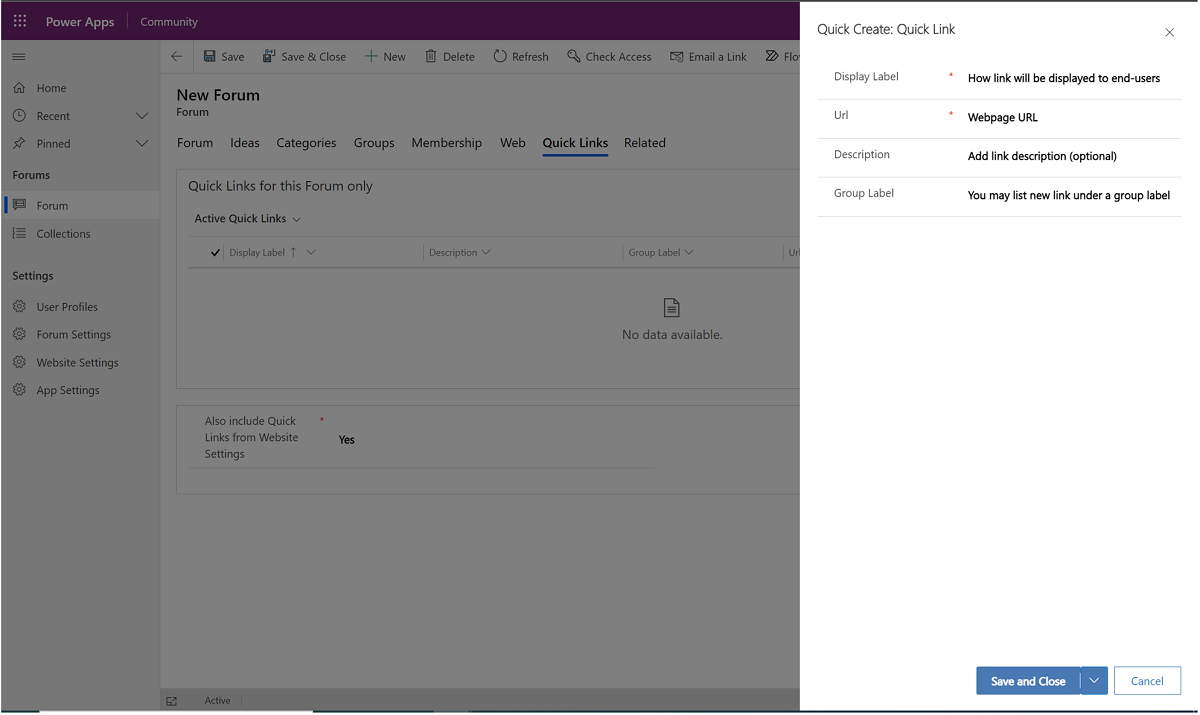 Power Apps
Community
Home
Recent
Pinned
Forums
Forum
Collections
Settings
User Profiles
Forum Settings
Website Settings
App Settings
Save
Save & Close
New
Delete
Refresh
Check Access
Email a Link
Flo
New Forum
Forum
Forum Ideas Categories Groups Membership Web Quick Links Related
Quick Links for this Forum only
Active Quick Links
Display Label Description Group Label Url
No data available.
Also include Quick
Links from Website
Settings
Yes
Active
Quick Create: Quick Link
Display Label * How link will be displayed to end-users
Url * Webpage URL
Description Add link description (optional)
Group Label You may list new link under a group label
Save and Close
Cancel